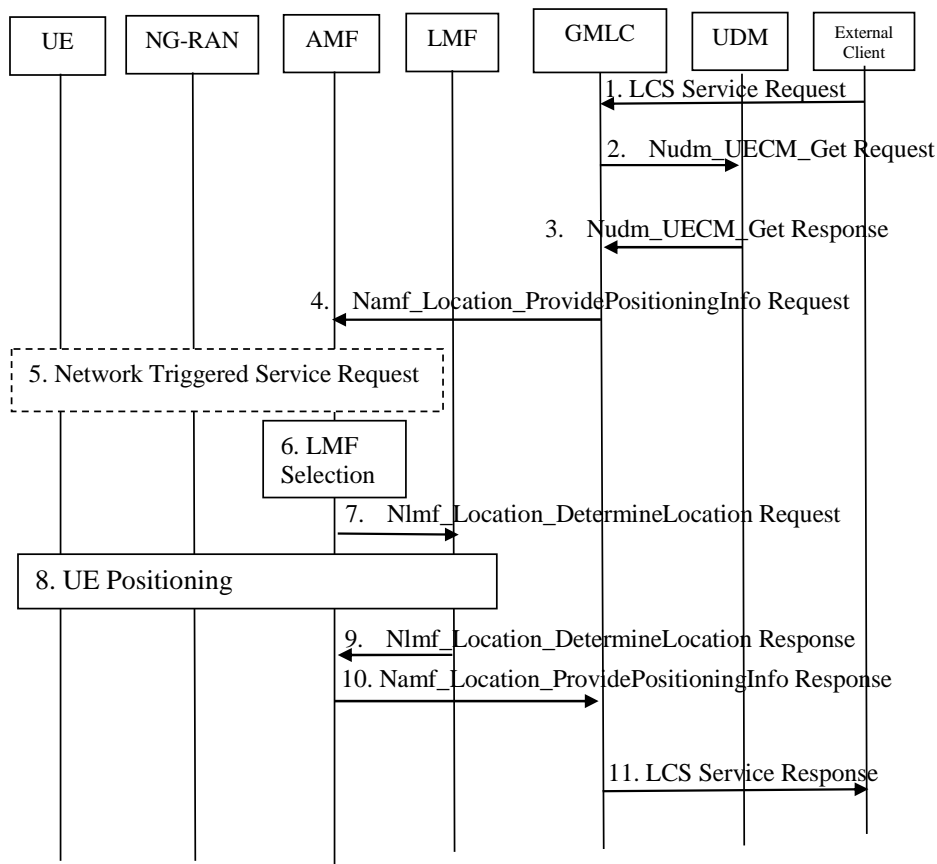 UE
NG-RAN
AMF
LMF
GMLC
UDM
External
Client
1. LCS Service Request
2. Nudm_UECM_Get Request
3. Nudm_UECM_Get Response
4. Namf_Location_ProvidePositioningInfo Request
5. Network Triggered Service Request
6. LMF
Selection
7. Nlmf_Location_DetermineLocation Request
8. UE Positioning
9. Nlmf_Location_DetermineLocation Response
10. Namf_Location_ProvidePositioningInfo Response
11. LCS Service Response